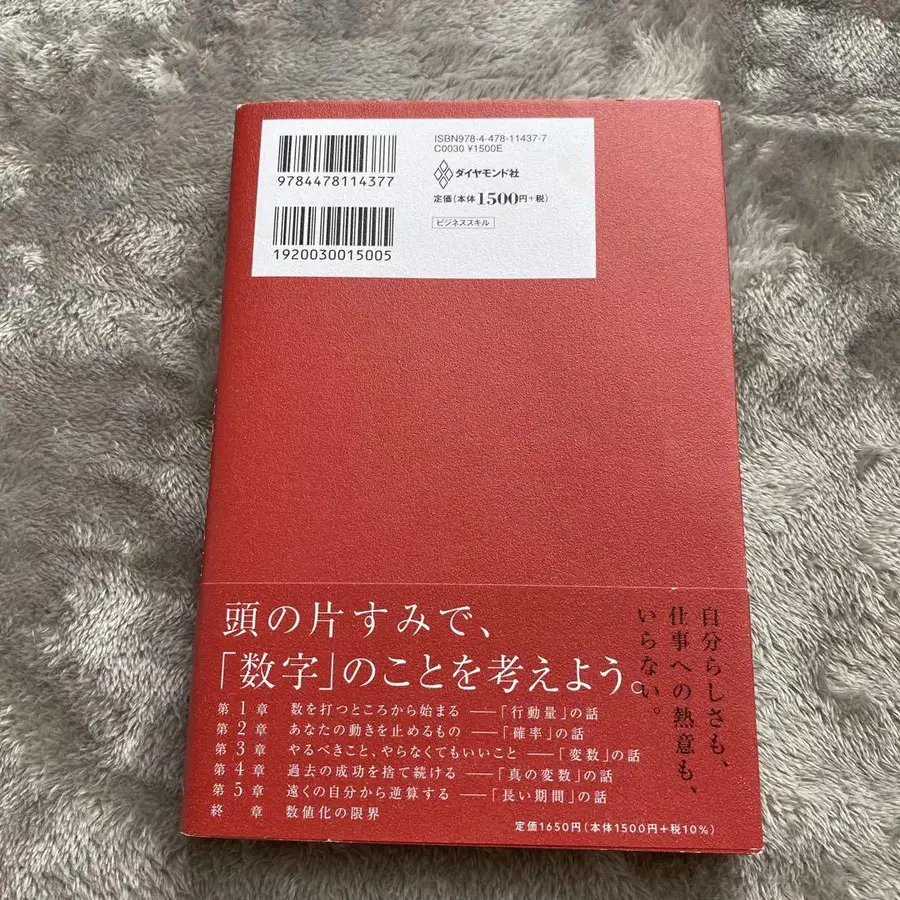 9784478114377
1920030015005
ISBN978-4-478-11437-7
C0030 ¥1500E
ダイヤモンド社
定価(本体1500円+税)
ビジネススキル
自分らしさも、
仕事への熱意も、
いらない。
頭の片すみで、
「数字」のことを考えよう。
第1章 数を打つところから始まる ──「行動量」の話
第2章 あなたの動きを止めるもの ──「確率」の話
第3章 やるべきこと、やらなくてもいいこと ──「変数」の話
第4章 過去の成功を捨て続ける ──「真の変数」の話
第5章 遠くの自分から逆算する ──「長い期間」の話
終章 数値化の限界
定価1650円(本体1500円+税10%)